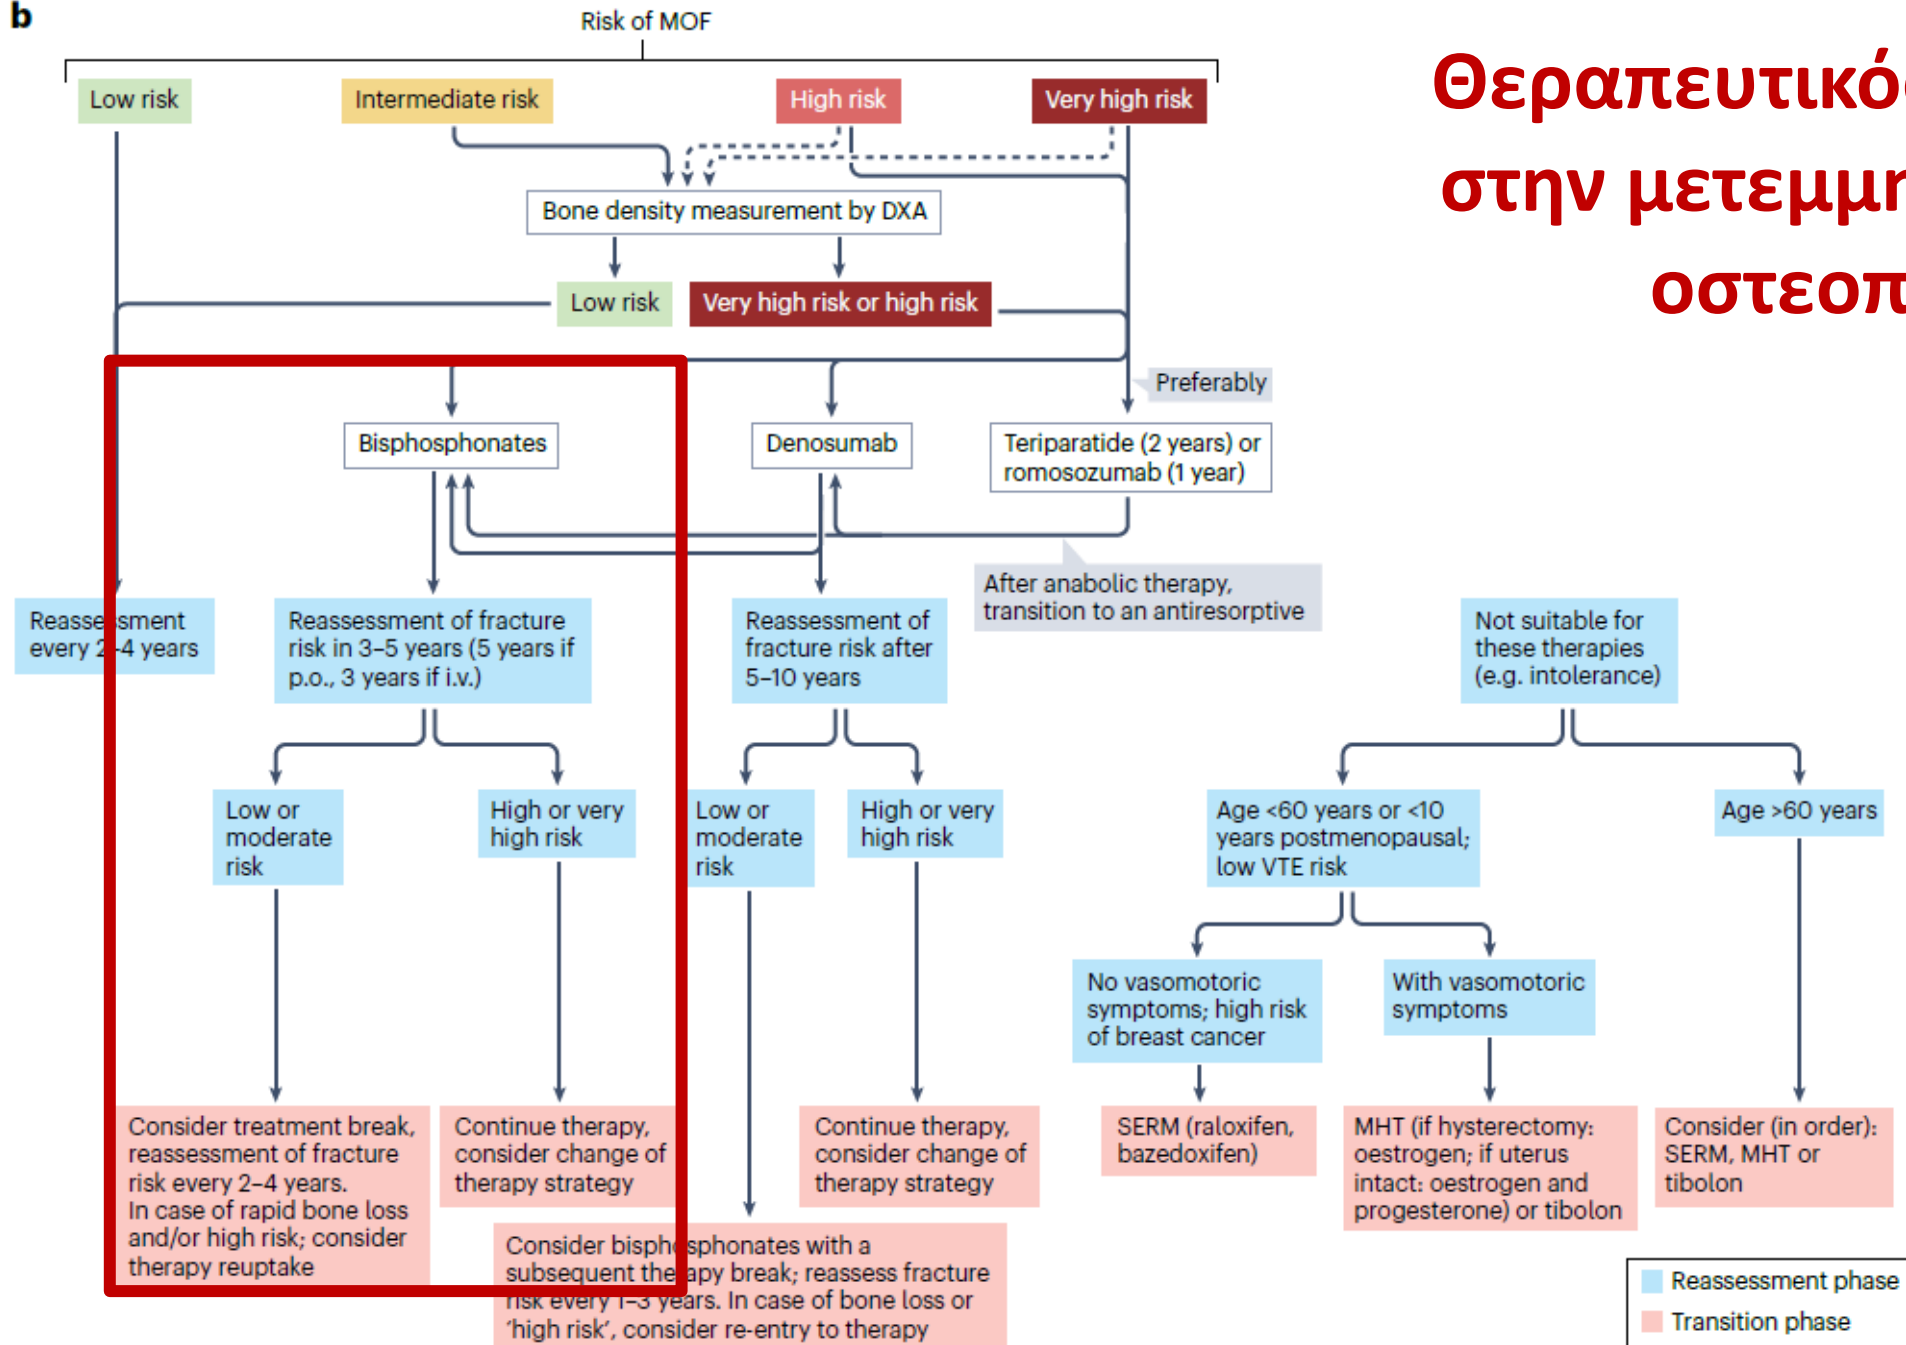 b
Risk of MOF
Low risk
Intermediate risk
High risk
Very high risk
Θεραπευτικός
στην
Bone density measurement by DXA
Low risk
Very high risk or high risk
Preferably
Bisphosphonates
Denosumab
Teriparatide (2 years) or
romosozumab (1 year)
After anabolic therapy,
transition to an antiresorptive
Reassessment
every 2–4 years
Reassessment of fracture
risk in 3–5 years (5 years if
p.o., 3 years if i.v.)
Reassessment of
fracture risk after
5–10 years
Not suitable for
these therapies
(e.g. intolerance)
Low or
moderate
risk
High or very
high risk
Low or
moderate
risk
High or very
high risk
Age <60 years or <10
years postmenopausal;
low VTE risk
Age >60 years
No vasomotoric
symptoms; high risk
of breast cancer
With vasomotoric
symptoms
Consider treatment break,
reassessment of fracture
risk every 2–4 years.
In case of rapid bone loss
and/or high risk; consider
therapy reuptake
Continue therapy,
consider change of
therapy strategy
Continue therapy,
consider change of
therapy strategy
SERM (raloxifen,
bazedoxifen)
MHT (if hysterectomy:
oestrogen; if uterus
intact: oestrogen and
progesterone) or tibolon
Consider (in order):
SERM, MHT or
tibolon
Consider bisphosphonates with a
subsequent therapy break; reassess fracture
risk every 1–3 years. In case of bone loss or
‘high risk’, consider re-entry to therapy
Reassessment phase
Transition phase